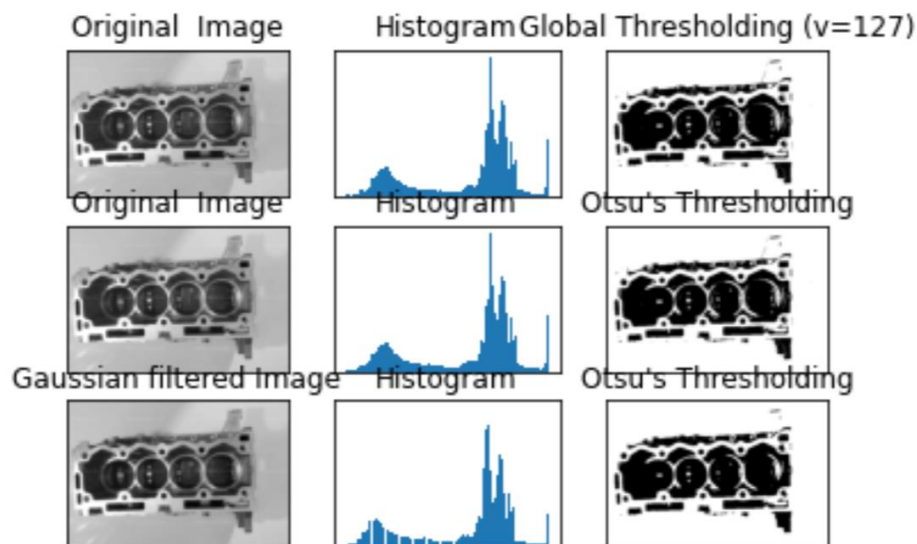 Original Image Histogram Global Thresholding (v=127)
Original Image Histogram Otsu's Thresholding
Gaussian filtered Image Histogram Otsu's Thresholding